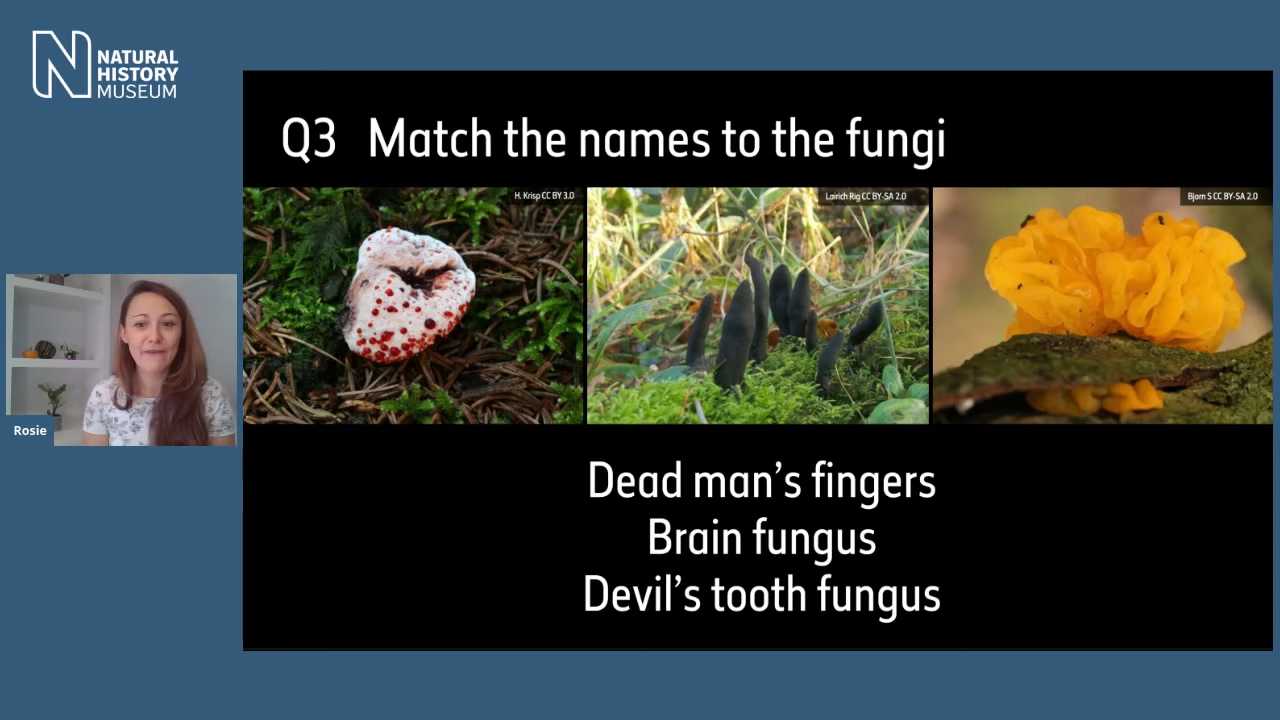 NATURAL
HISTORY
MUSEUM
Q3 Match the names to the fungi
H. Krisp CC BY 3.0
Lairich Rig CC BY-SA 2.0
Bjorn S CC BY-SA 2.0
Rosie
Dead man’s fingers
Brain fungus
Devil’s tooth fungus